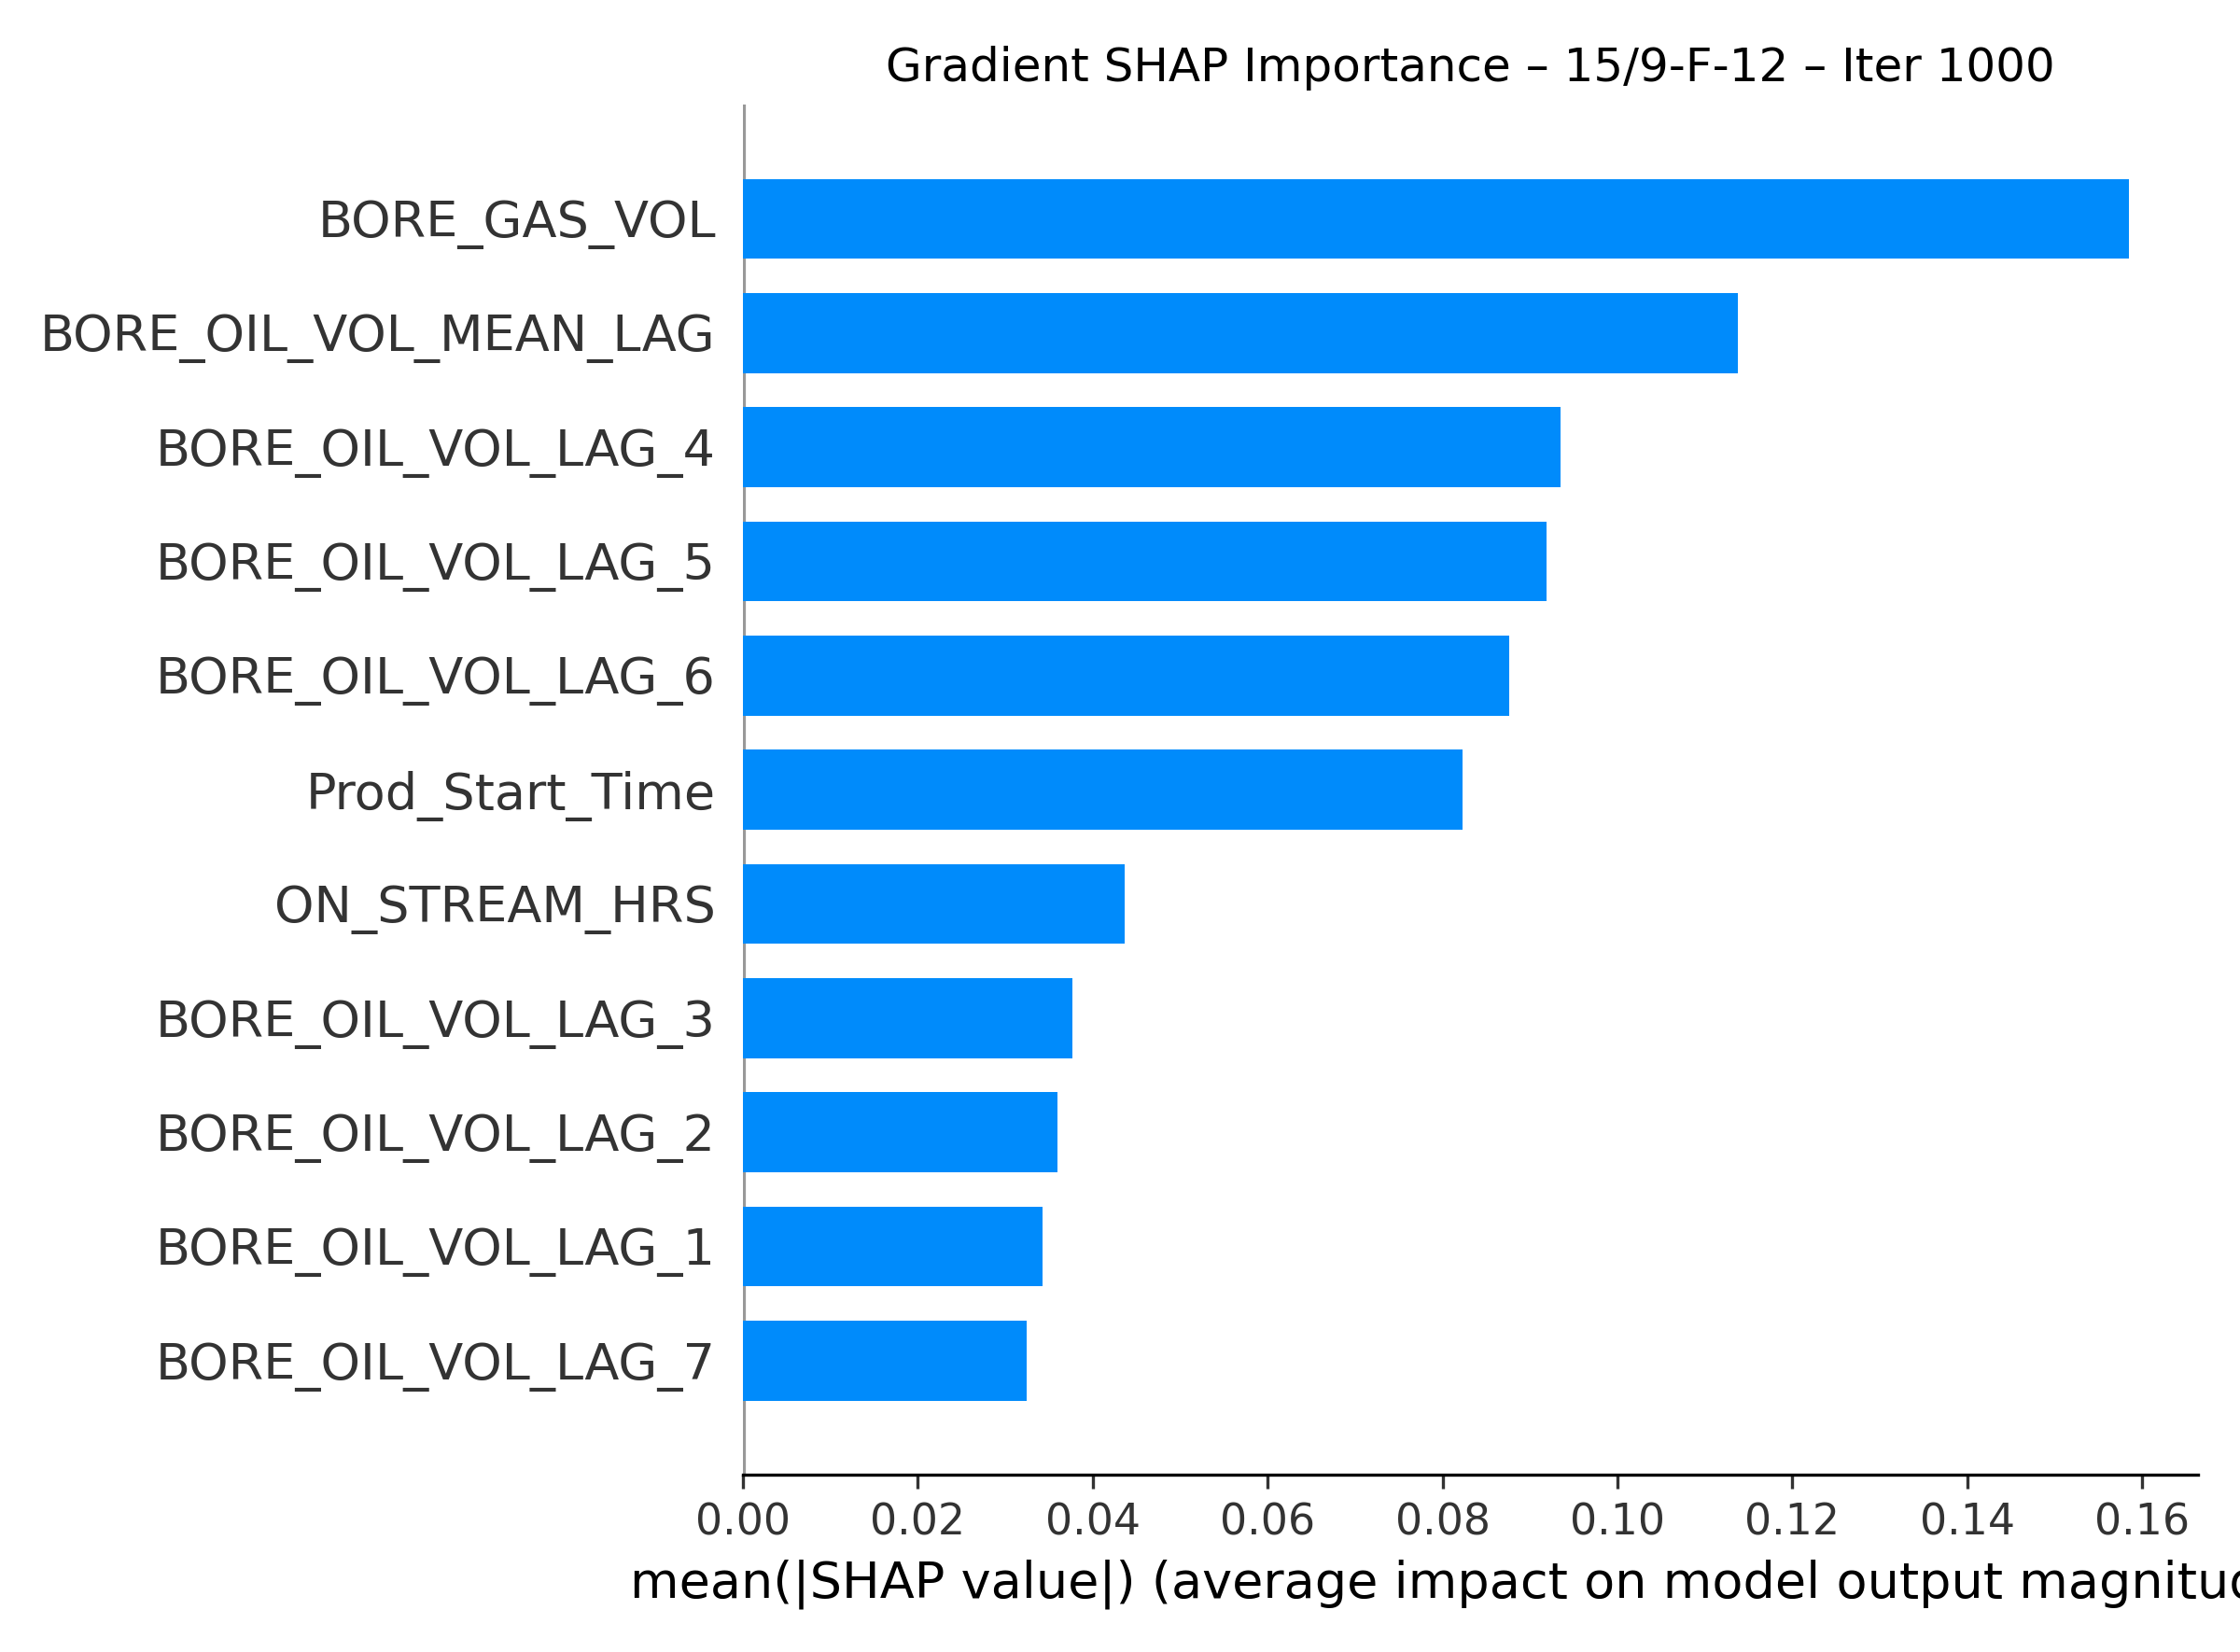 Gradient SHAP Importance – 15/9-F-12 – Iter 1000
BORE_GAS_VOL
BORE_OIL_VOL_MEAN_LAG
BORE_OIL_VOL_LAG_4
BORE_OIL_VOL_LAG_5
BORE_OIL_VOL_LAG_6
Prod_Start_Time
ON_STREAM_HRS
BORE_OIL_VOL_LAG_3
BORE_OIL_VOL_LAG_2
BORE_OIL_VOL_LAG_1
BORE_OIL_VOL_LAG_7
0.00 0.02 0.04 0.06 0.08 0.10 0.12 0.14 0.16
mean(|SHAP value|) (average impact on model output